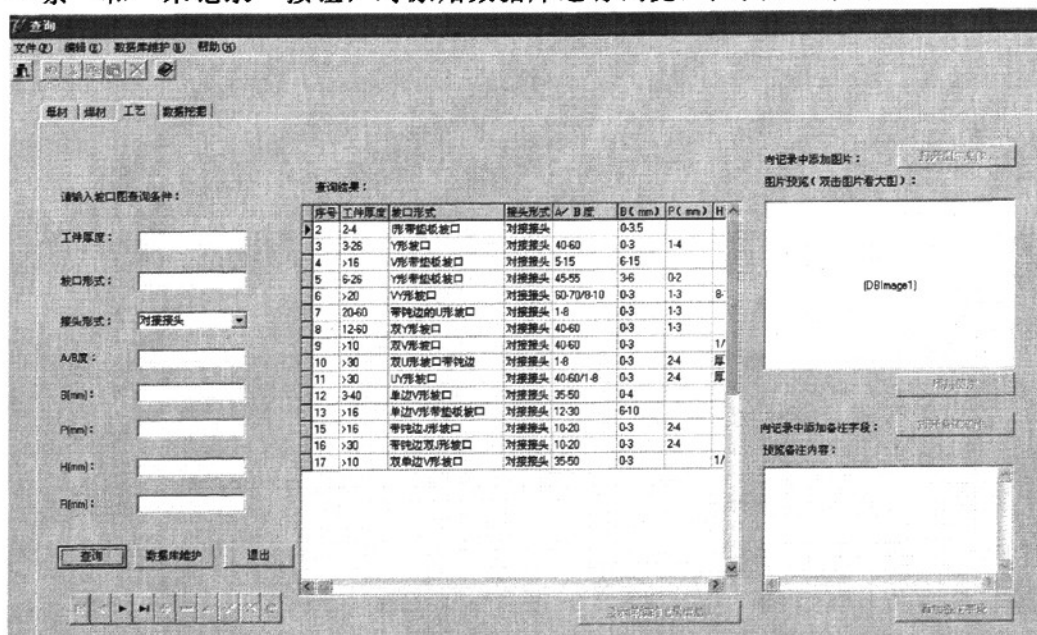 查询
文件(F) 编辑(E) 数据库维护(W) 帮助(H)
母材 焊材 工艺 数据挖掘
请输入坡口图查询条件：
工件厚度：
坡口形式：
接头形式： 对接接头
A/B度：
B(mm)：
P(mm)：
H(mm)：
R(mm)：
查询 数据库维护 退出
查询结果：
序号 工件厚度 坡口形式 接头形式 A/ B度 B( mm) P( mm) H
2 2-4 I形带垫板坡口 对接接头 0-3.5
3 3-26 Y形坡口 对接接头 40-60 0-3 1-4
4 >16 V形带垫板坡口 对接接头 5-15 6-15
5 6-26 Y形带垫板坡口 对接接头 45-55 3-6 0-2
6 >20 VY形坡口 对接接头 60-70/8-10 0-3 1-3 8-
7 20-60 带钝边的U形坡口 对接接头 1-8 0-3 1-3
8 12-60 双Y形坡口 对接接头 40-60 0-3 1-3
9 >10 双V形坡口 对接接头 40-60 0-3 1/
10 >30 双U形坡口带钝边 对接接头 1-8 0-3 2-4 厚
11 >30 UY形坡口 对接接头 40-60/1-8 0-3 2-4 厚
12 3-40 单边V形坡口 对接接头 35-50 0-4
13 >16 单边V形带垫板坡口 对接接头 12-30 6-10
15 >16 带钝边J形坡口 对接接头 10-20 0-3 2-4
16 >30 带钝边双J形坡口 对接接头 10-20 0-3 2-4
17 >10 双单边V形坡口 对接接头 35-50 0-3 1/
向记录中添加图片：
图片预览(双击图片看大图)：
(DBImage1)
向记录中添加备注字段：
预览备注内容：